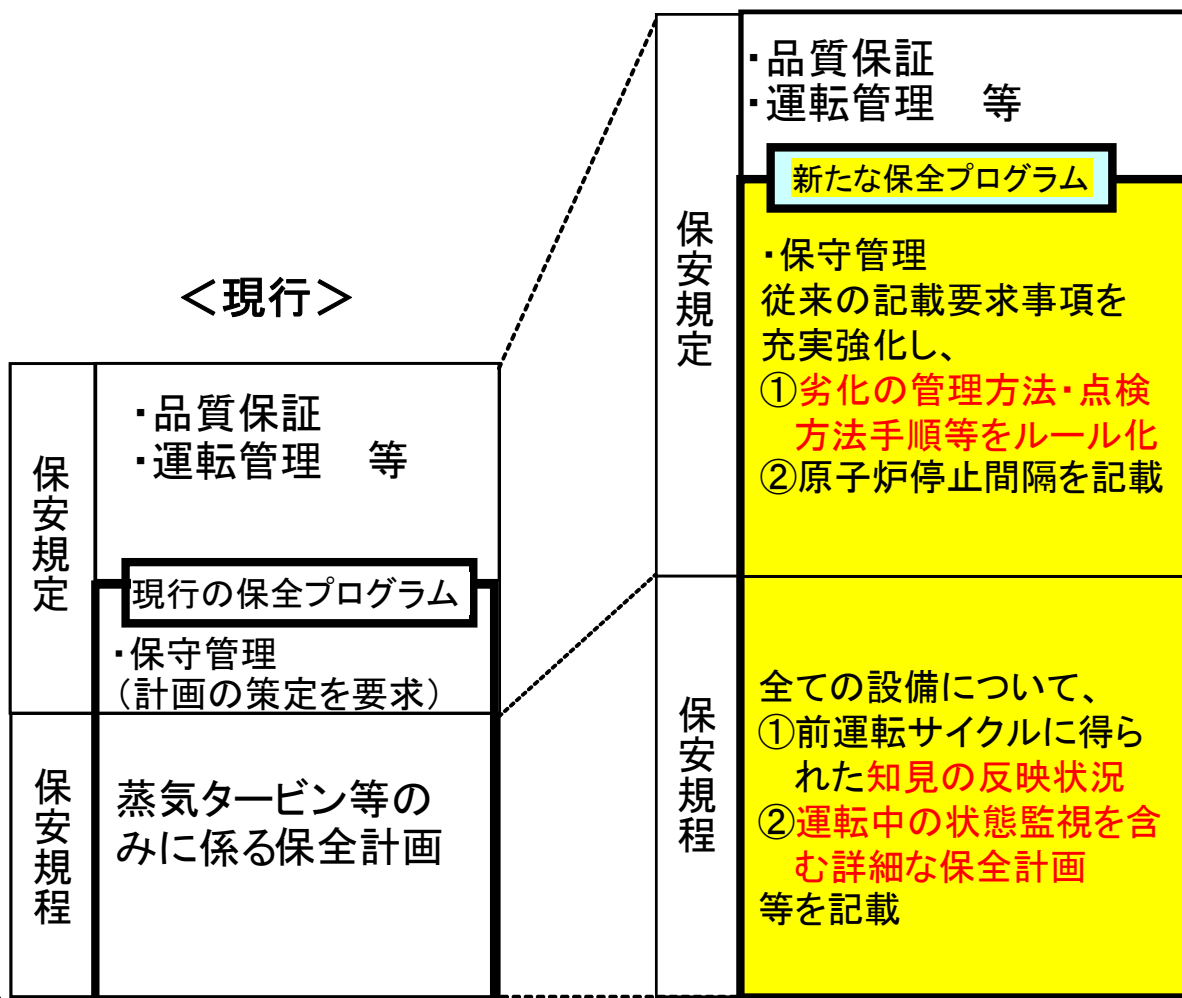 ＜現行＞
保安規定
・品質保証
・運転管理　等
現行の保全プログラム
・保守管理
（計画の策定を要求）
保安規程
蒸気タービン等の
みに係る保全計画
保安規定
・品質保証
・運転管理　等
新たな保全プログラム
・保守管理
従来の記載要求事項を
充実強化し、
①劣化の管理方法・点検
方法手順等をルール化
②原子炉停止間隔を記載
保安規程
全ての設備について、
①前運転サイクルに得ら
れた知見の反映状況
②運転中の状態監視を含
む詳細な保全計画
等を記載